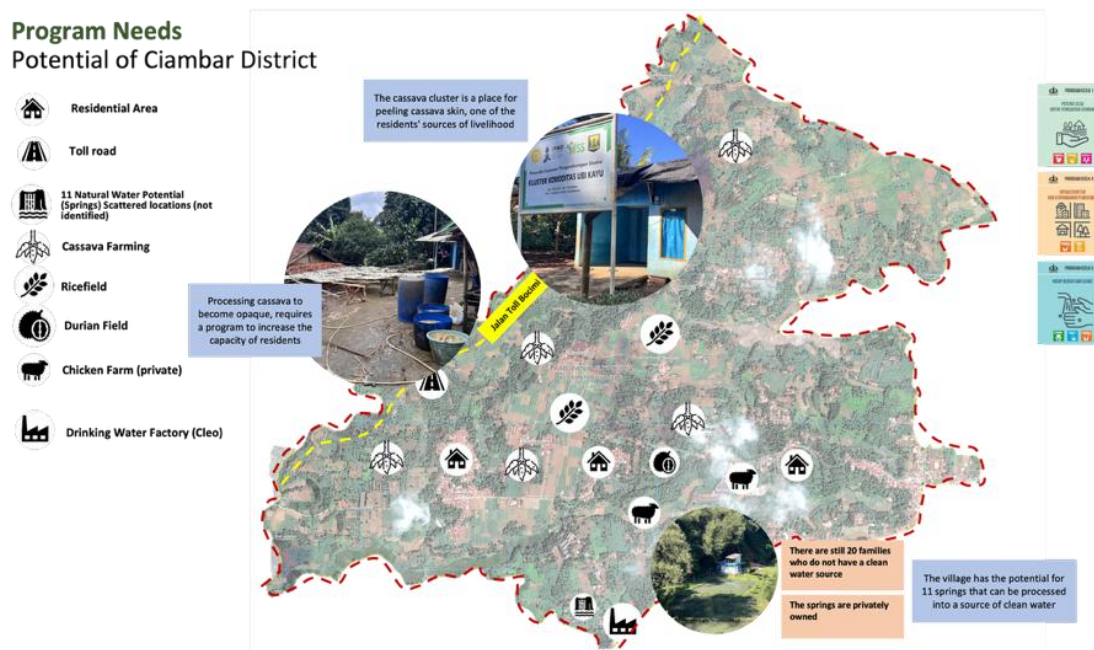 Program Needs
Potential of Ciambar District
Residential Area
Toll road
11 Natural Water Potential
(Springs) Scattered locations (not
identified)
Cassava Farming
Ricefield
Durian Field
Chicken Farm (private)
Drinking Water Factory (Cleo)
The cassava cluster is a place for
peeling cassava skin, one of the
residents' sources of livelihood
KLUSTER KOMODITAS UBI KAYU
Processing cassava to
become opaque, requires
a program to increase the
capacity of residents
Jalan Toll Bocimi
There are still 20 families
who do not have a clean
water source
The springs are privately
owned
The village has the potential for
11 springs that can be processed
into a source of clean water